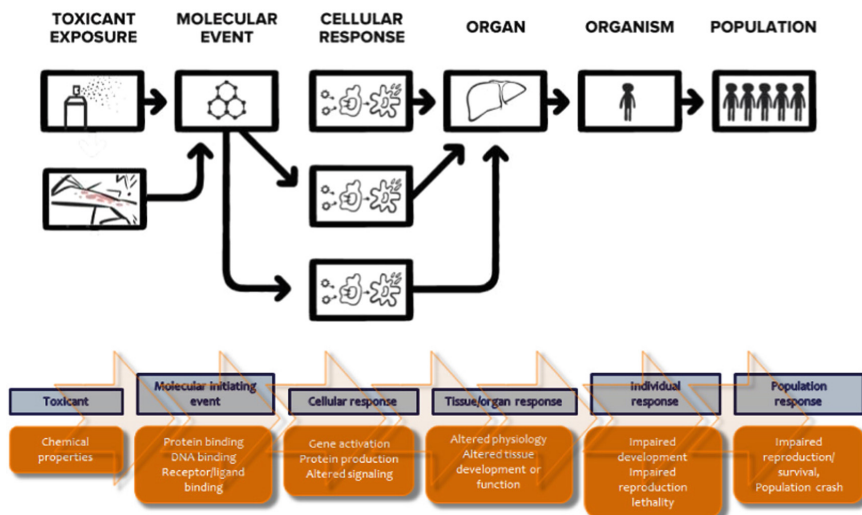 TOXICANT
EXPOSURE
MOLECULAR
EVENT
CELLULAR
RESPONSE
ORGAN
ORGANISM
POPULATION
Toxicant
Molecular initiating
event
Cellular response
Tissue/organ response
Individual
response
Population
response
Chemical
properties
Protein binding
DNA binding
Receptor/ligand
binding
Gene activation
Protein production
Altered signaling
Altered physiology
Altered tissue
development or
function
Impaired
development
Impaired
reproduction
lethality
Impaired
reproduction/
survival,
Population crash